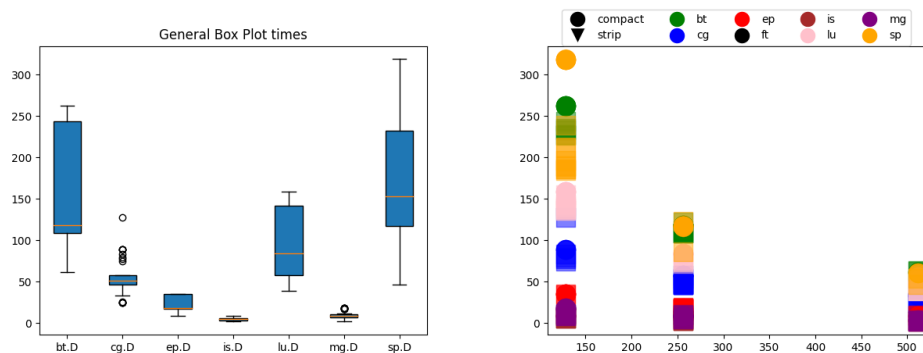 General Box Plot times
300
250
200
150
100
50
0
bt.D cg.D ep.D is.D lu.D mg.D sp.D
compact bt ep is mg
strip cg ft lu sp
300
250
200
150
100
50
0
150 200 250 300 350 400 450 500